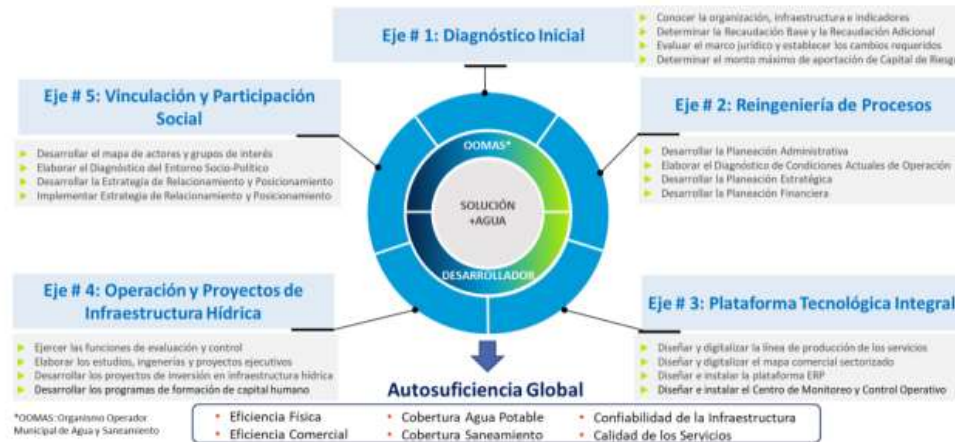 Eje # 1: Diagnóstico Inicial
Conocer la organización, infraestructura e indicadores
Determinar la Recaudación Base y la Recaudación Adicional
Evaluar el marco jurídico y establecer los cambios requeridos
Determinar el monto máximo de aportación de Capital de Riesgo
Eje # 5: Vinculación y Participación
Social
Desarrollar el mapa de actores y grupos de interés
Elaborar el Diagnóstico del Entorno Socio-Político
Desarrollar la Estrategia de Relacionamiento y Posicionamiento
Implementar Estrategia de Relacionamiento y Posicionamiento
Eje # 2: Reingeniería de Procesos
Desarrollar la Planeación Administrativa
Elaborar el Diagnóstico de Condiciones Actuales de Operación
Desarrollar la Planeación Estratégica
Desarrollar la Planeación Financiera
OOMAS*
SOLUCIÓN
+AGUA
DESARROLLADOR
Eje # 4: Operación y Proyectos de
Infraestructura Hídrica
Ejercer las funciones de evaluación y control
Elaborar los estudios, ingenierías y proyectos ejecutivos
Desarrollar los proyectos de inversión en infraestructura hídrica
Desarrollar los programas de formación de capital humano
Eje # 3: Plataforma Tecnológica Integral
Diseñar y digitalizar la línea de producción de los servicios
Diseñar y digitalizar el mapa comercial sectorizado
Diseñar e instalar la plataforma ERP
Diseñar e instalar el Centro de Monitoreo y Control Operativo
Autosuficiencia Global
*OOMAS: Organismo Operador
Municipal de Agua y Saneamiento
Eficiencia Física
Eficiencia Comercial
Cobertura Agua Potable
Cobertura Saneamiento
Confiabilidad de la Infraestructura
Calidad de los Servicios